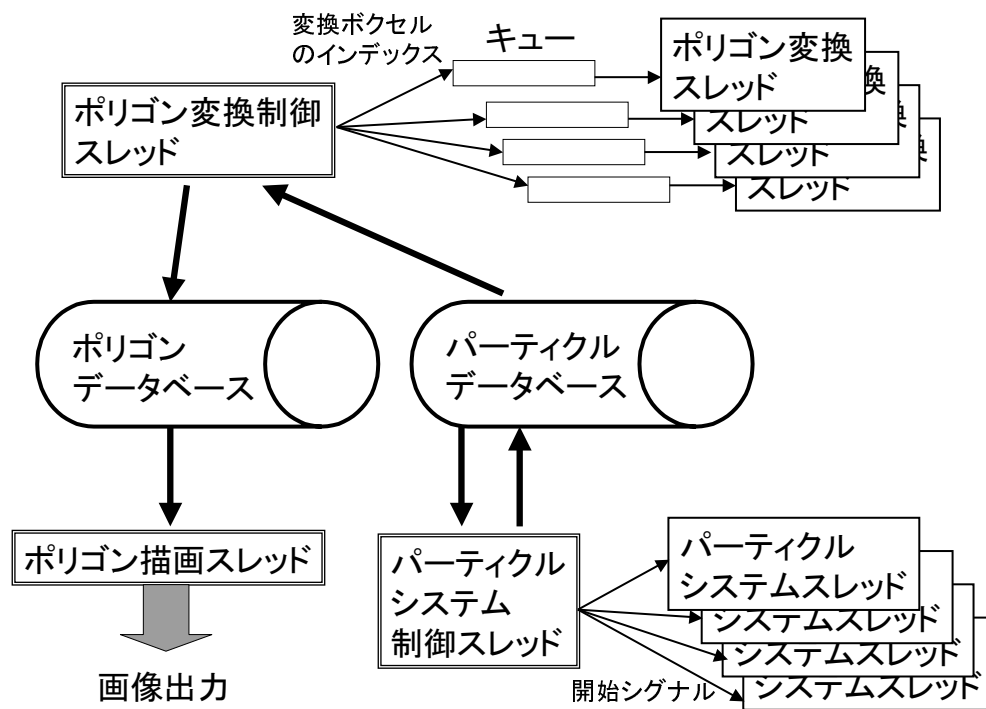 変換ボクセル
のインデックス
キュー
ポリゴン変換
スレッド
換
スレッド
換
スレッド
換
スレッド
ポリゴン変換制御
スレッド
ポリゴン
データベース
パーティクル
データベース
ポリゴン描画スレッド
画像出力
パーティクル
システム
制御スレッド
開始シグナル
パーティクル
システムスレッド
システムスレッド
システムスレッド
システムスレッド